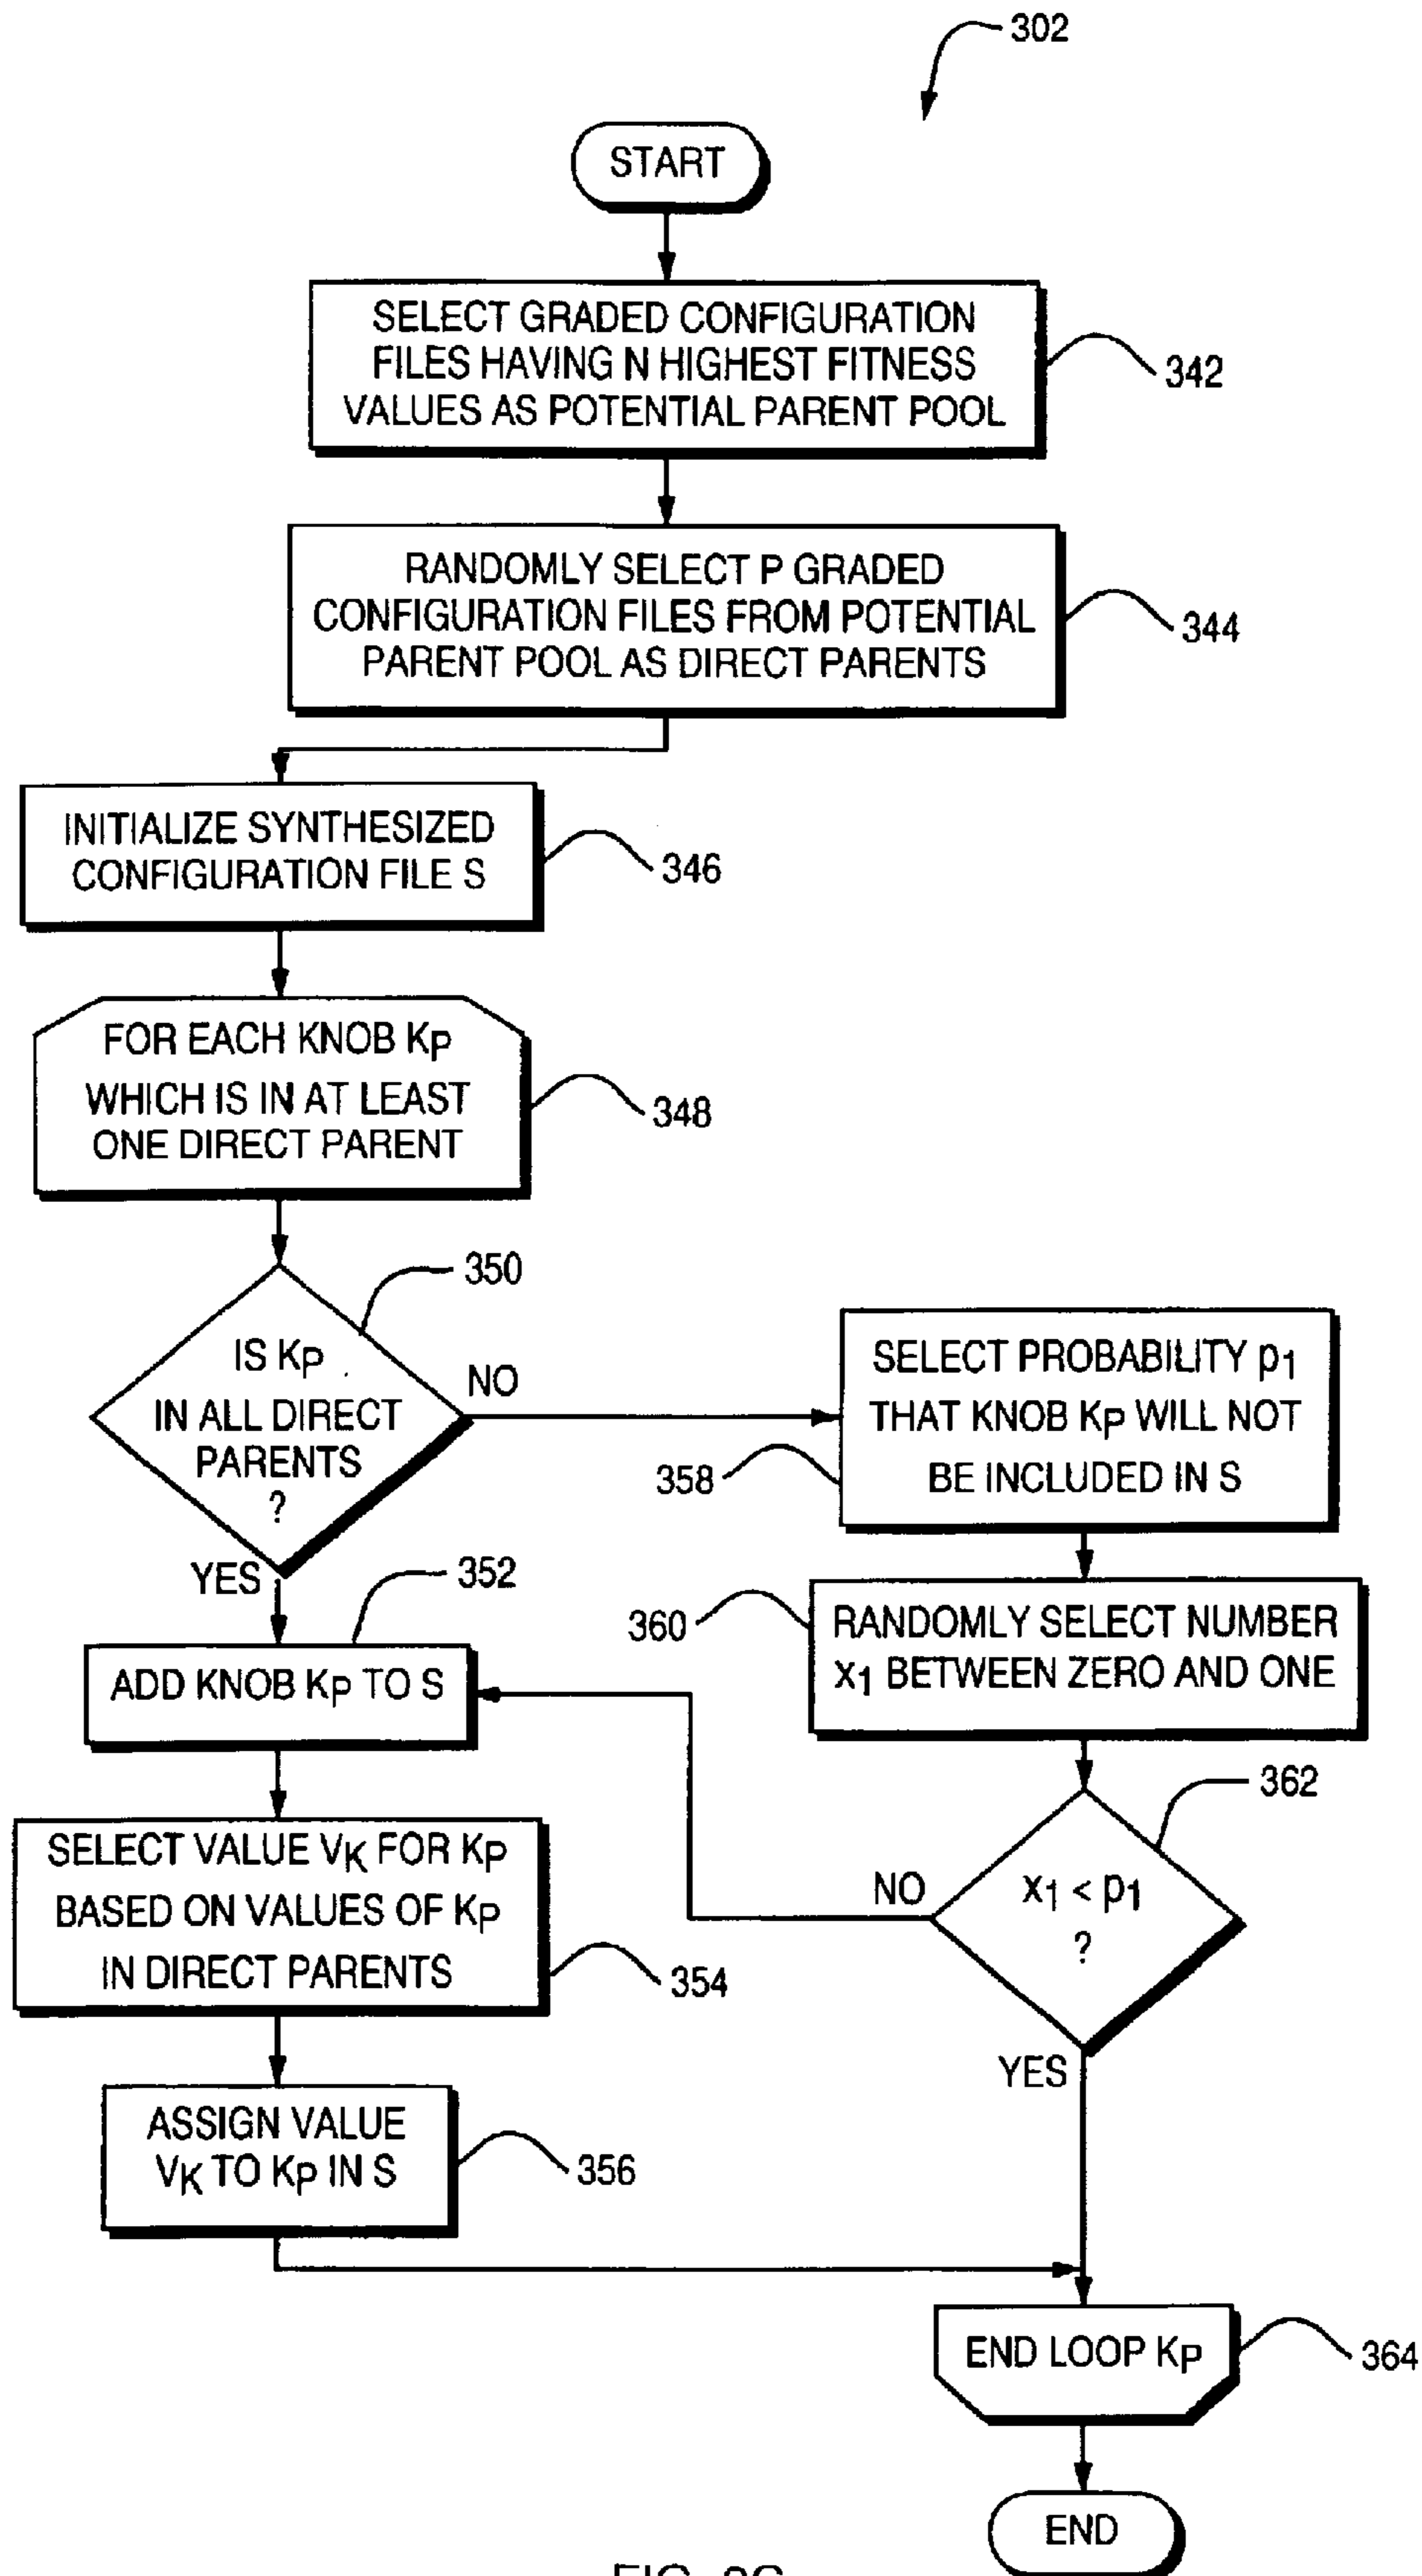 302
START
SELECT GRADED CONFIGURATION
FILES HAVING N HIGHEST FITNESS
VALUES AS POTENTIAL PARENT POOL
342
RANDOMLY SELECT P GRADED
CONFIGURATION FILES FROM POTENTIAL
PARENT POOL AS DIRECT PARENTS
344
INITIALIZE SYNTHESIZED
CONFIGURATION FILE S
346
FOR EACH KNOB KP
WHICH IS IN AT LEAST
ONE DIRECT PARENT
348
350
IS KP
IN ALL DIRECT
PARENTS
?
NO
YES
SELECT PROBABILITY p1
THAT KNOB KP WILL NOT
BE INCLUDED IN S
358
352
ADD KNOB KP TO S
360
RANDOMLY SELECT NUMBER
x1 BETWEEN ZERO AND ONE
362
x1 < p1
?
NO
YES
SELECT VALUE VK FOR KP
BASED ON VALUES OF KP
IN DIRECT PARENTS
354
ASSIGN VALUE
VK TO KP IN S
356
END LOOP KP
364
END